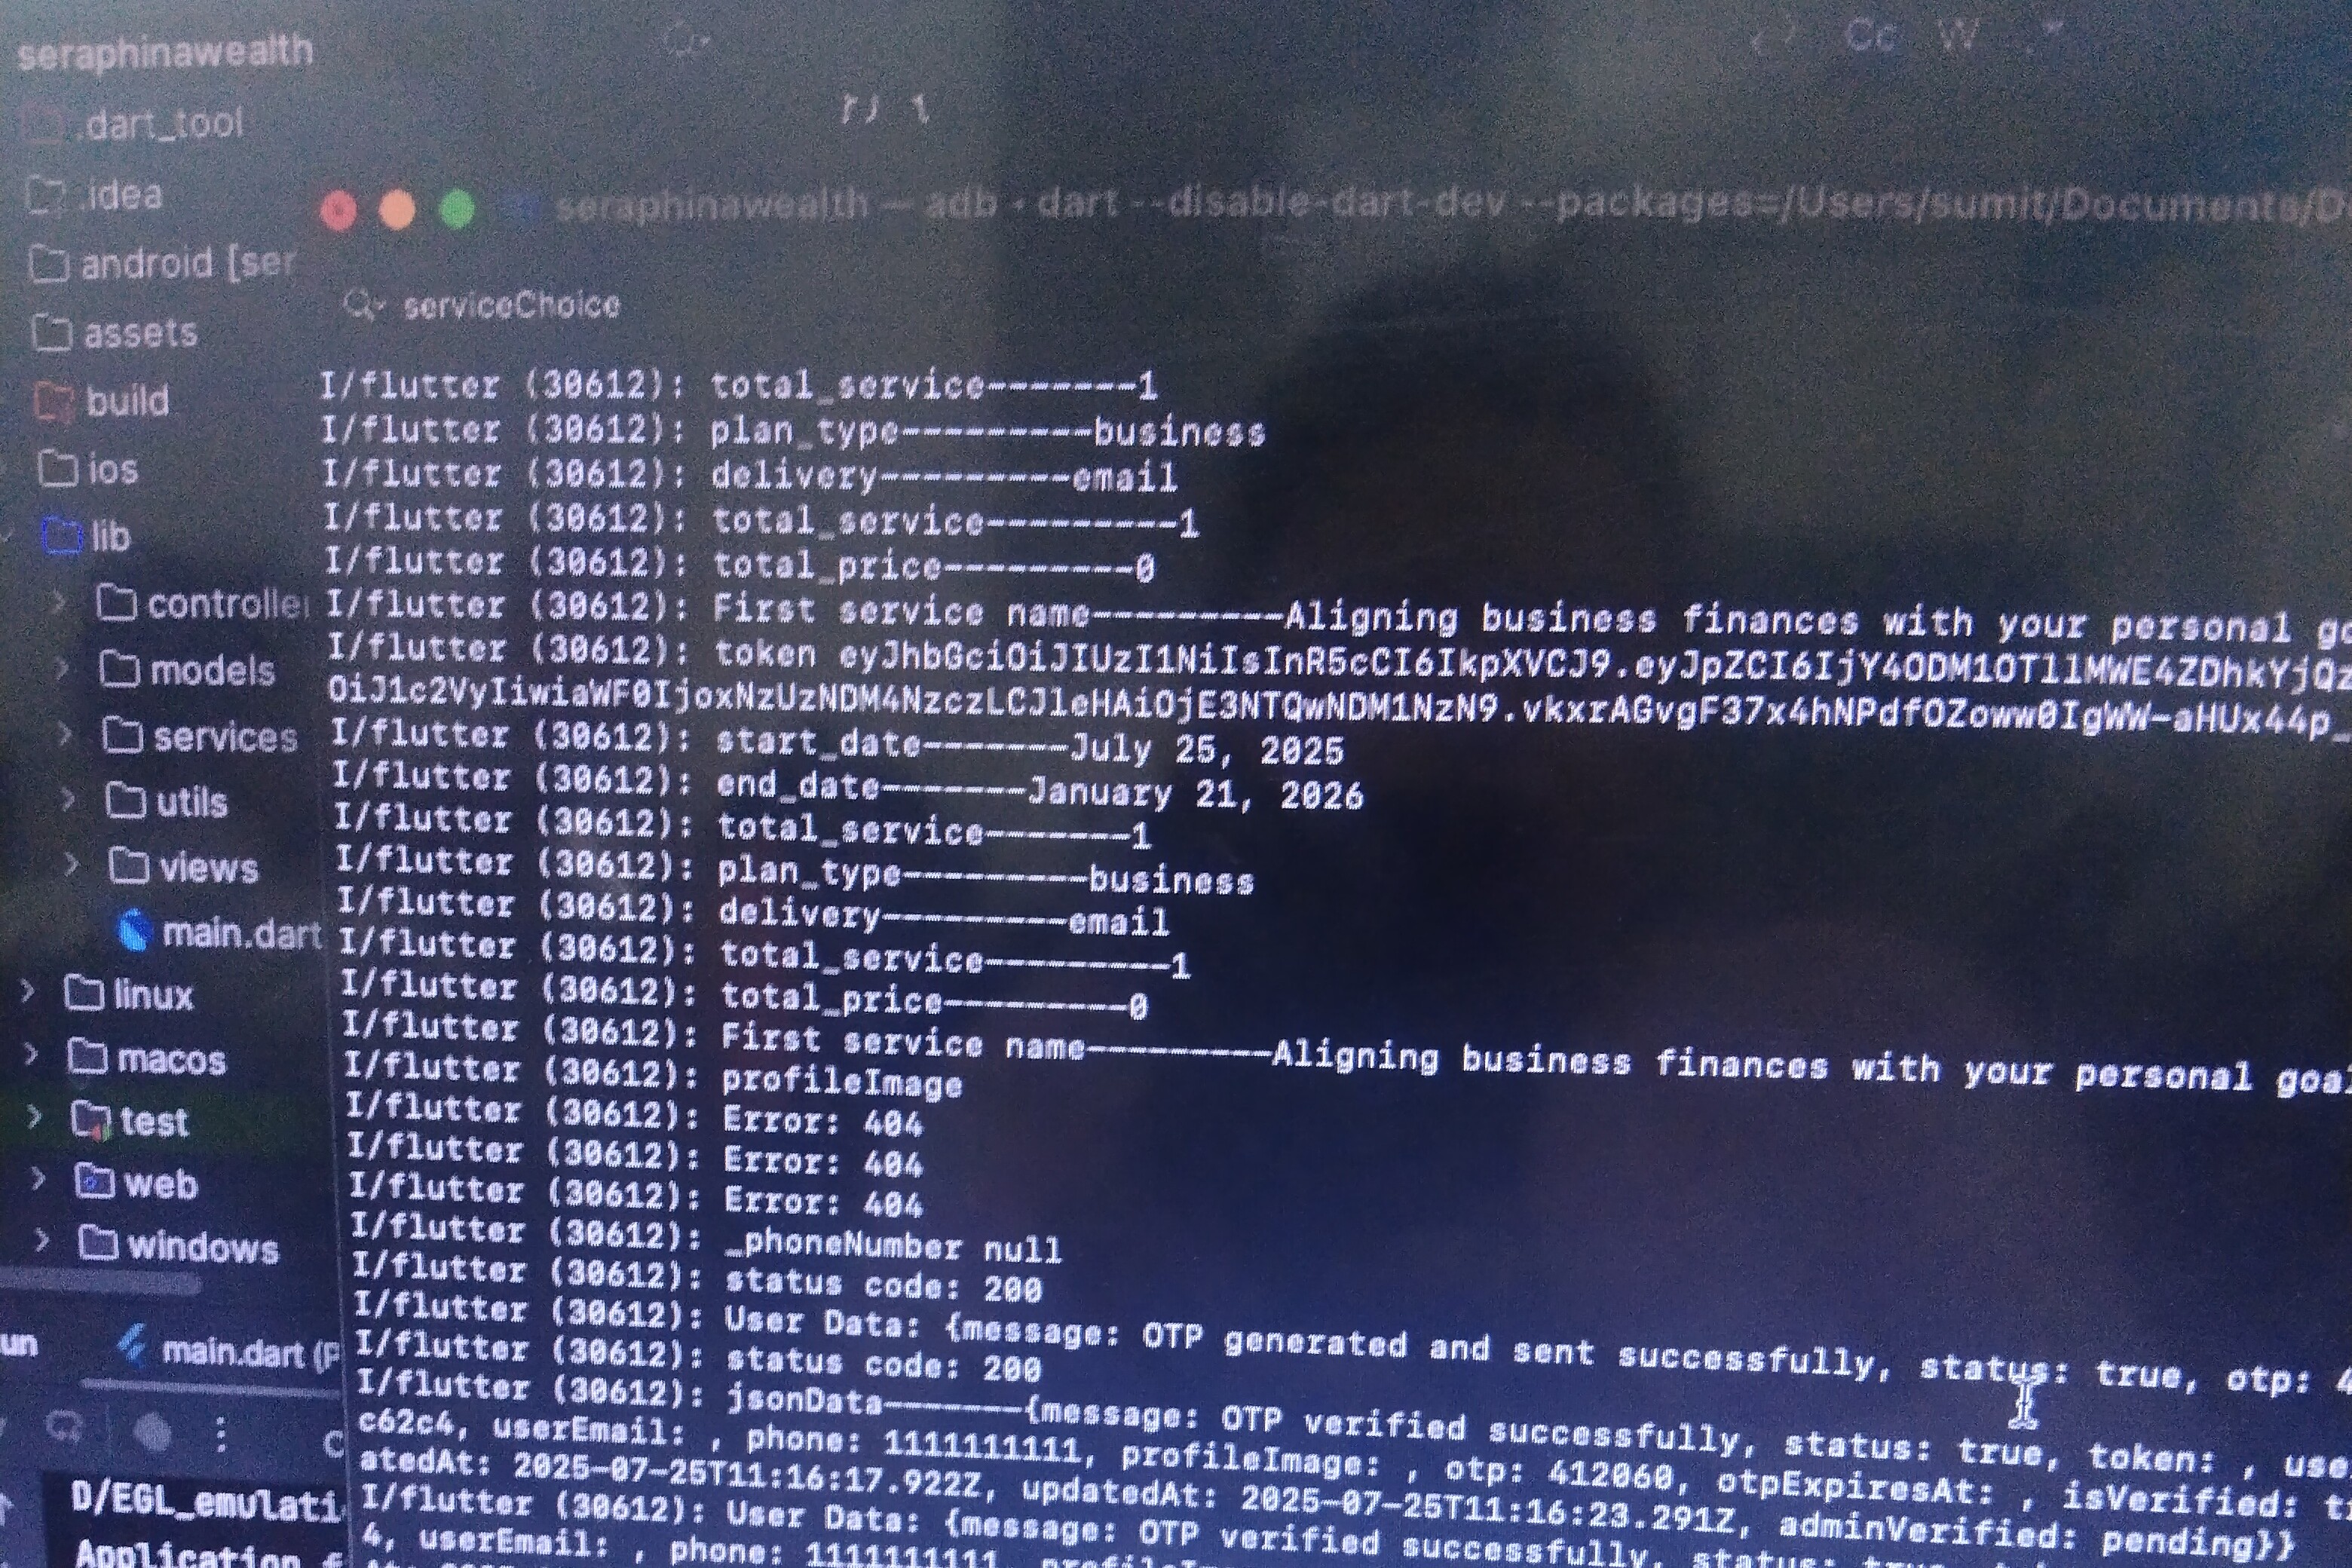 seraphinawealth
.dart_tool
.idea
android [ser
assets
build
ios
lib
controller
models
services
utils
views
main.dart
linux
macos
test
web
windows
un
main.dart (P
D/EGL_emulati
Application f
Cc W .*
seraphinawealth — adb • dart --disable-dart-dev --packages=/Users/sumit/Documents/D
serviceChoice
I/flutter (30612): total_service-------1
I/flutter (30612): plan_type---------business
I/flutter (30612): delivery---------email
I/flutter (30612): total_service---------1
I/flutter (30612): total_price---------0
I/flutter (30612): First service name---------Aligning business finances with your personal go
I/flutter (30612): token
I/flutter (30612): start_date-------July 25, 2025
I/flutter (30612): end_date-------January 21, 2026
I/flutter (30612): total_service-------1
I/flutter (30612): plan_type---------business
I/flutter (30612): delivery---------email
I/flutter (30612): total_service---------1
I/flutter (30612): total_price---------0
I/flutter (30612): First service name---------Aligning business finances with your personal goal
I/flutter (30612): profileImage
I/flutter (30612): Error: 404
I/flutter (30612): Error: 404
I/flutter (30612): Error: 404
I/flutter (30612): _phoneNumber null
I/flutter (30612): status code: 200
I/flutter (30612): User Data: {message: OTP generated and sent successfully, status: true, otp: 4
I/flutter (30612): status code: 200
I/flutter (30612): jsonData-------{message: OTP verified successfully, status: true, token: , use
c62c4, userEmail: , phone: 1111111111, profileImage: , otp: 412060, otpExpiresAt: , isVerified: t
atedAt: 2025-07-25T11:16:17.922Z, updatedAt: 2025-07-25T11:16:23.291Z, adminVerified: pending}}
I/flutter (30612): User Data: {message: OTP verified successfully, status: true,
4, userEmail: , phone: 1111111111,